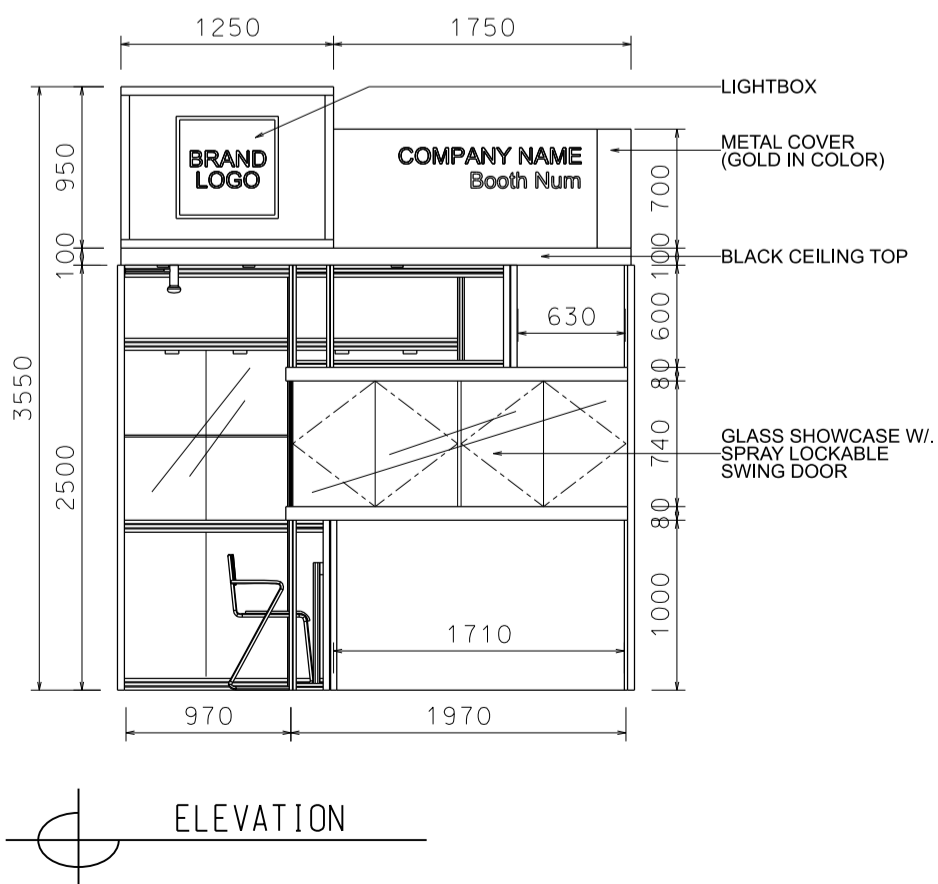 1250
1750
LIGHTBOX
BRAND
LOGO
COMPANY NAME
Booth Num
METAL COVER
(GOLD IN COLOR)
950
700
100
100
BLACK CEILING TOP
630
600
3550
2500
80
740
GLASS SHOWCASE W/.
SPRAY LOCKABLE
SWING DOOR
80
1000
1710
970
1970
ELEVATION